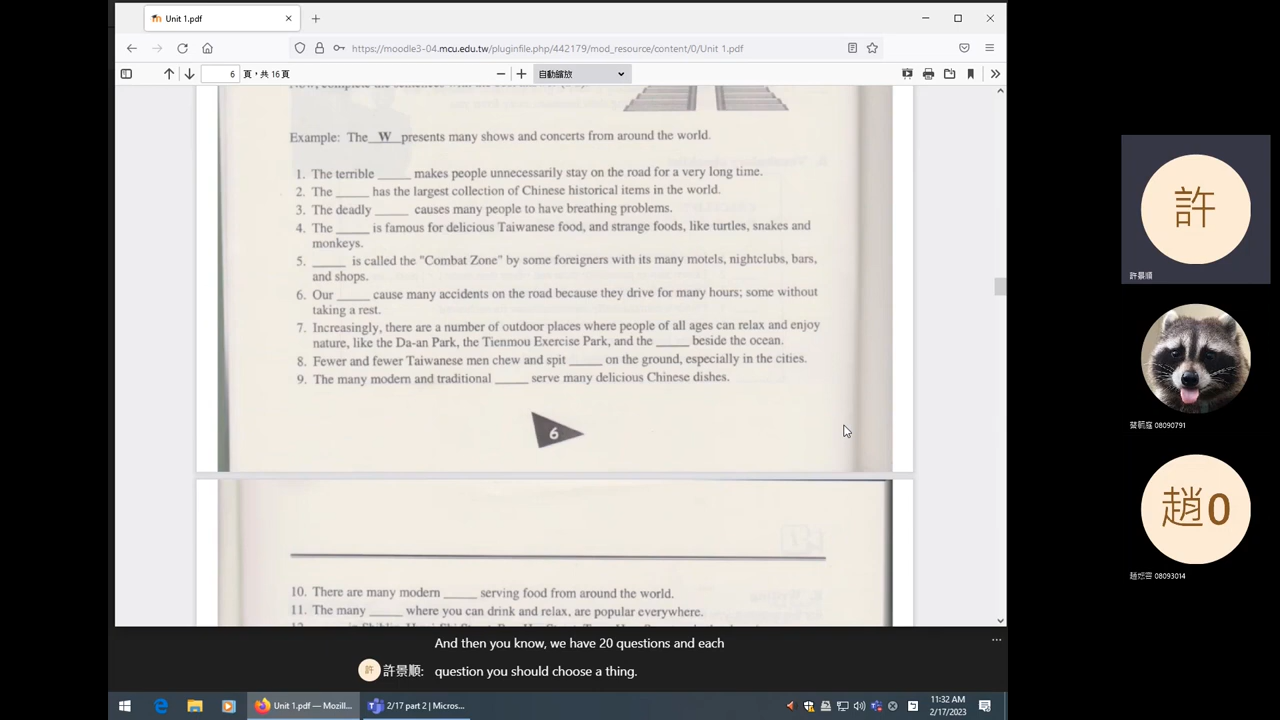 Unit 1.pdf
https://moodle3-04.mcu.edu.tw/pluginfile.php/442179/mod_resource/content/0/Unit 1.pdf
6 頁，共 16 頁
自動縮放
Example: The W presents many shows and concerts from around the world.
1. The terrible _____ makes people unnecessarily stay on the road for a very long time.
2. The _____ has the largest collection of Chinese historical items in the world.
3. The deadly _____ causes many people to have breathing problems.
4. The _____ is famous for delicious Taiwanese food, and strange foods, like turtles, snakes and
monkeys.
5. _____ is called the "Combat Zone" by some foreigners with its many motels, nightclubs, bars,
and shops.
6. Our _____ cause many accidents on the road because they drive for many hours; some without
taking a rest.
7. Increasingly, there are a number of outdoor places where people of all ages can relax and enjoy
nature, like the Da-an Park, the Tienmou Exercise Park, and the _____ beside the ocean.
8. Fewer and fewer Taiwanese men chew and spit _____ on the ground, especially in the cities.
9. The many modern and traditional _____ serve many delicious Chinese dishes.
6
10. There are many modern _____ serving food from around the world.
11. The many _____ where you can drink and relax, are popular everywhere.
And then you know, we have 20 questions and each
許 許景順: question you should choose a thing.
Unit 1.pdf — Mozill...
2/17 part 2 | Micros...
11:32 AM
2/17/2023
許
許景順
08090791
趙0
08093014